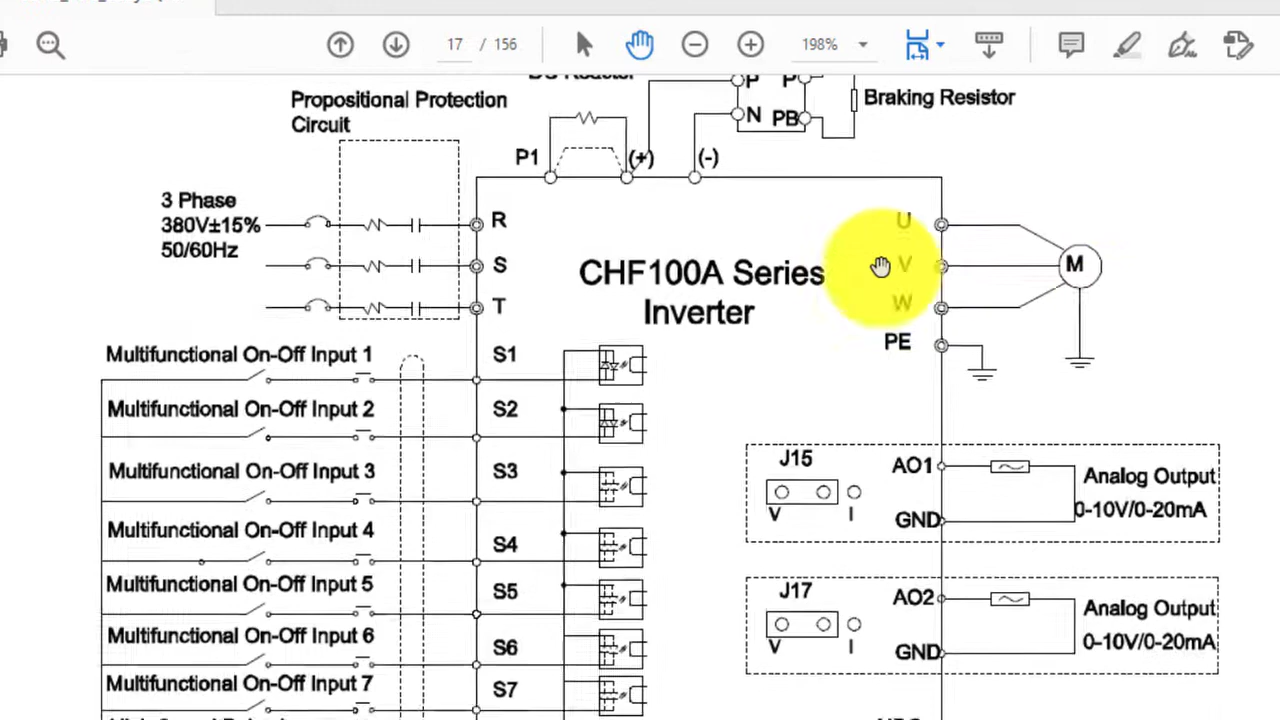 17 / 156
198%
DC Reactor
P
P
Braking Resistor
N
PB
Propositional Protection
Circuit
P1
(+)
(-)
3 Phase
380V±15%
50/60Hz
R
S
T
U
V
W
PE
M
CHF100A Series
Inverter
Multifunctional On-Off Input 1
S1
Multifunctional On-Off Input 2
S2
Multifunctional On-Off Input 3
S3
Multifunctional On-Off Input 4
S4
Multifunctional On-Off Input 5
S5
Multifunctional On-Off Input 6
S6
Multifunctional On-Off Input 7
S7
J15
V
I
AO1
GND
Analog Output
0-10V/0-20mA
J17
V
I
AO2
GND
Analog Output
0-10V/0-20mA